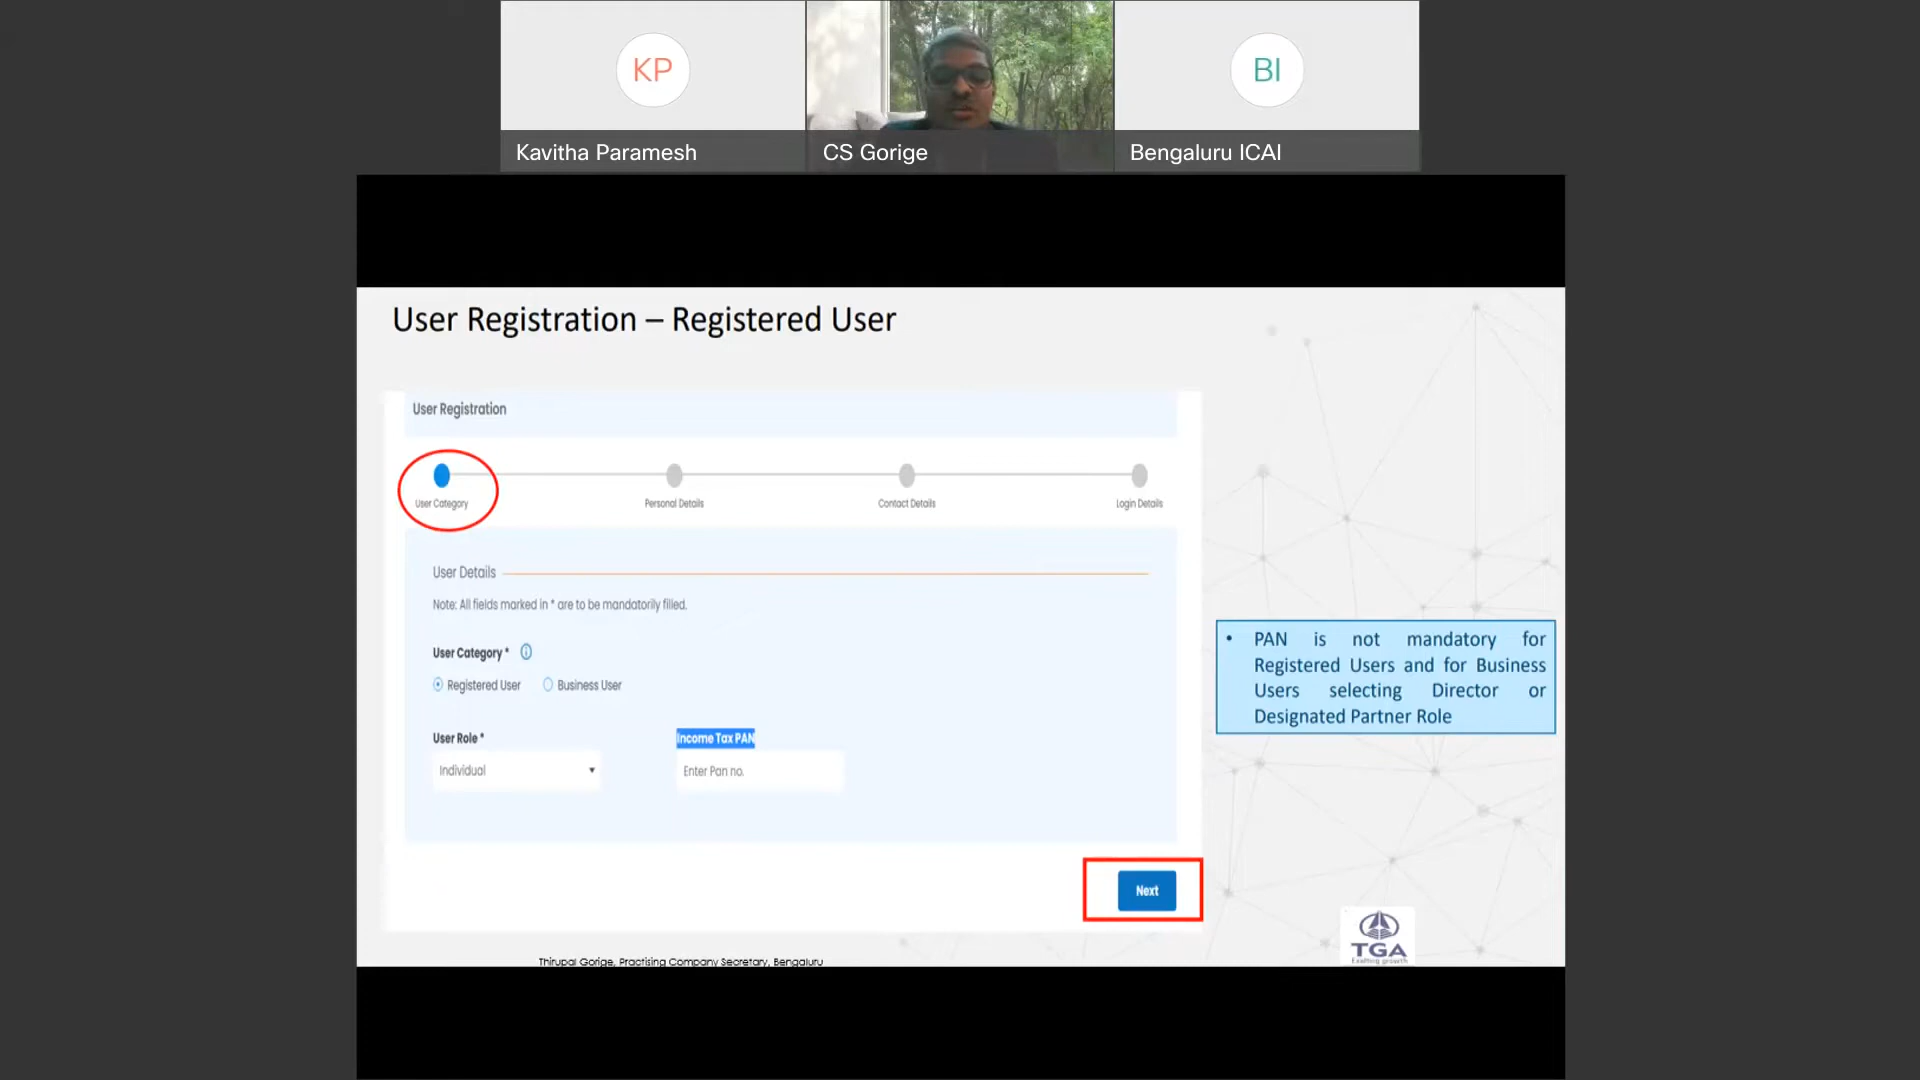 KP
BI
Kavitha Paramesh
CS Gorige
Bengaluru ICAI
User Registration – Registered User
User Registration
User Category
Personal Details
Contact Details
Login Details
User Details
Note: All fields marked in * are to be mandatorily filled.
User Category *
Registered User
Business User
User Role *
Income Tax PAN
Individual
Enter Pan no.
• PAN is not mandatory for
Registered Users and for Business
Users selecting Director or
Designated Partner Role
Next
TGA
Exalting growth
Thirupal Gorige, Practising Company Secretary, Bengaluru